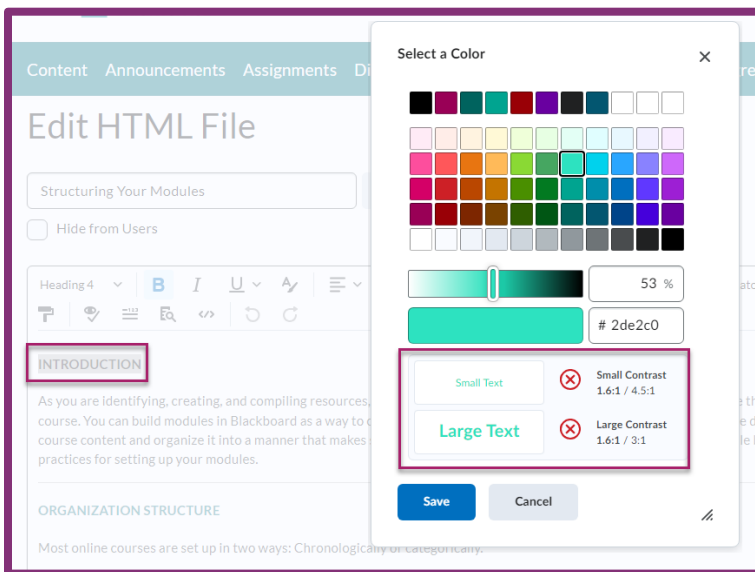 Select a Color
Content Announcements Assignments Di
re
Edit HTML File
Structuring Your Modules
Hide from Users
53 %
Heading 4 B I U A
# 2de2c0
INTRODUCTION
Small Text
Small Contrast
1.6:1 / 4.5:1
As you are identifying, creating, and compiling resources,
course. You can build modules in Blackboard as a way to
course content and organize it into a manner that makes
practices for setting up your modules.
Large Text
Large Contrast
1.6:1 / 3:1
Save Cancel
ORGANIZATION STRUCTURE
Most online courses are set up in two ways: Chronologically or categorically.